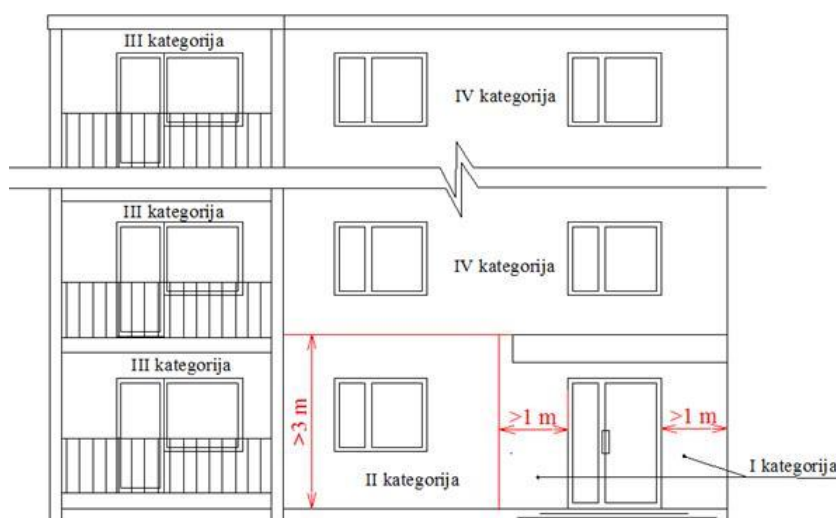 III kategorija
IV kategorija
III kategorija
IV kategorija
III kategorija
>3 m
>1 m
>1 m
II kategorija
I kategorija